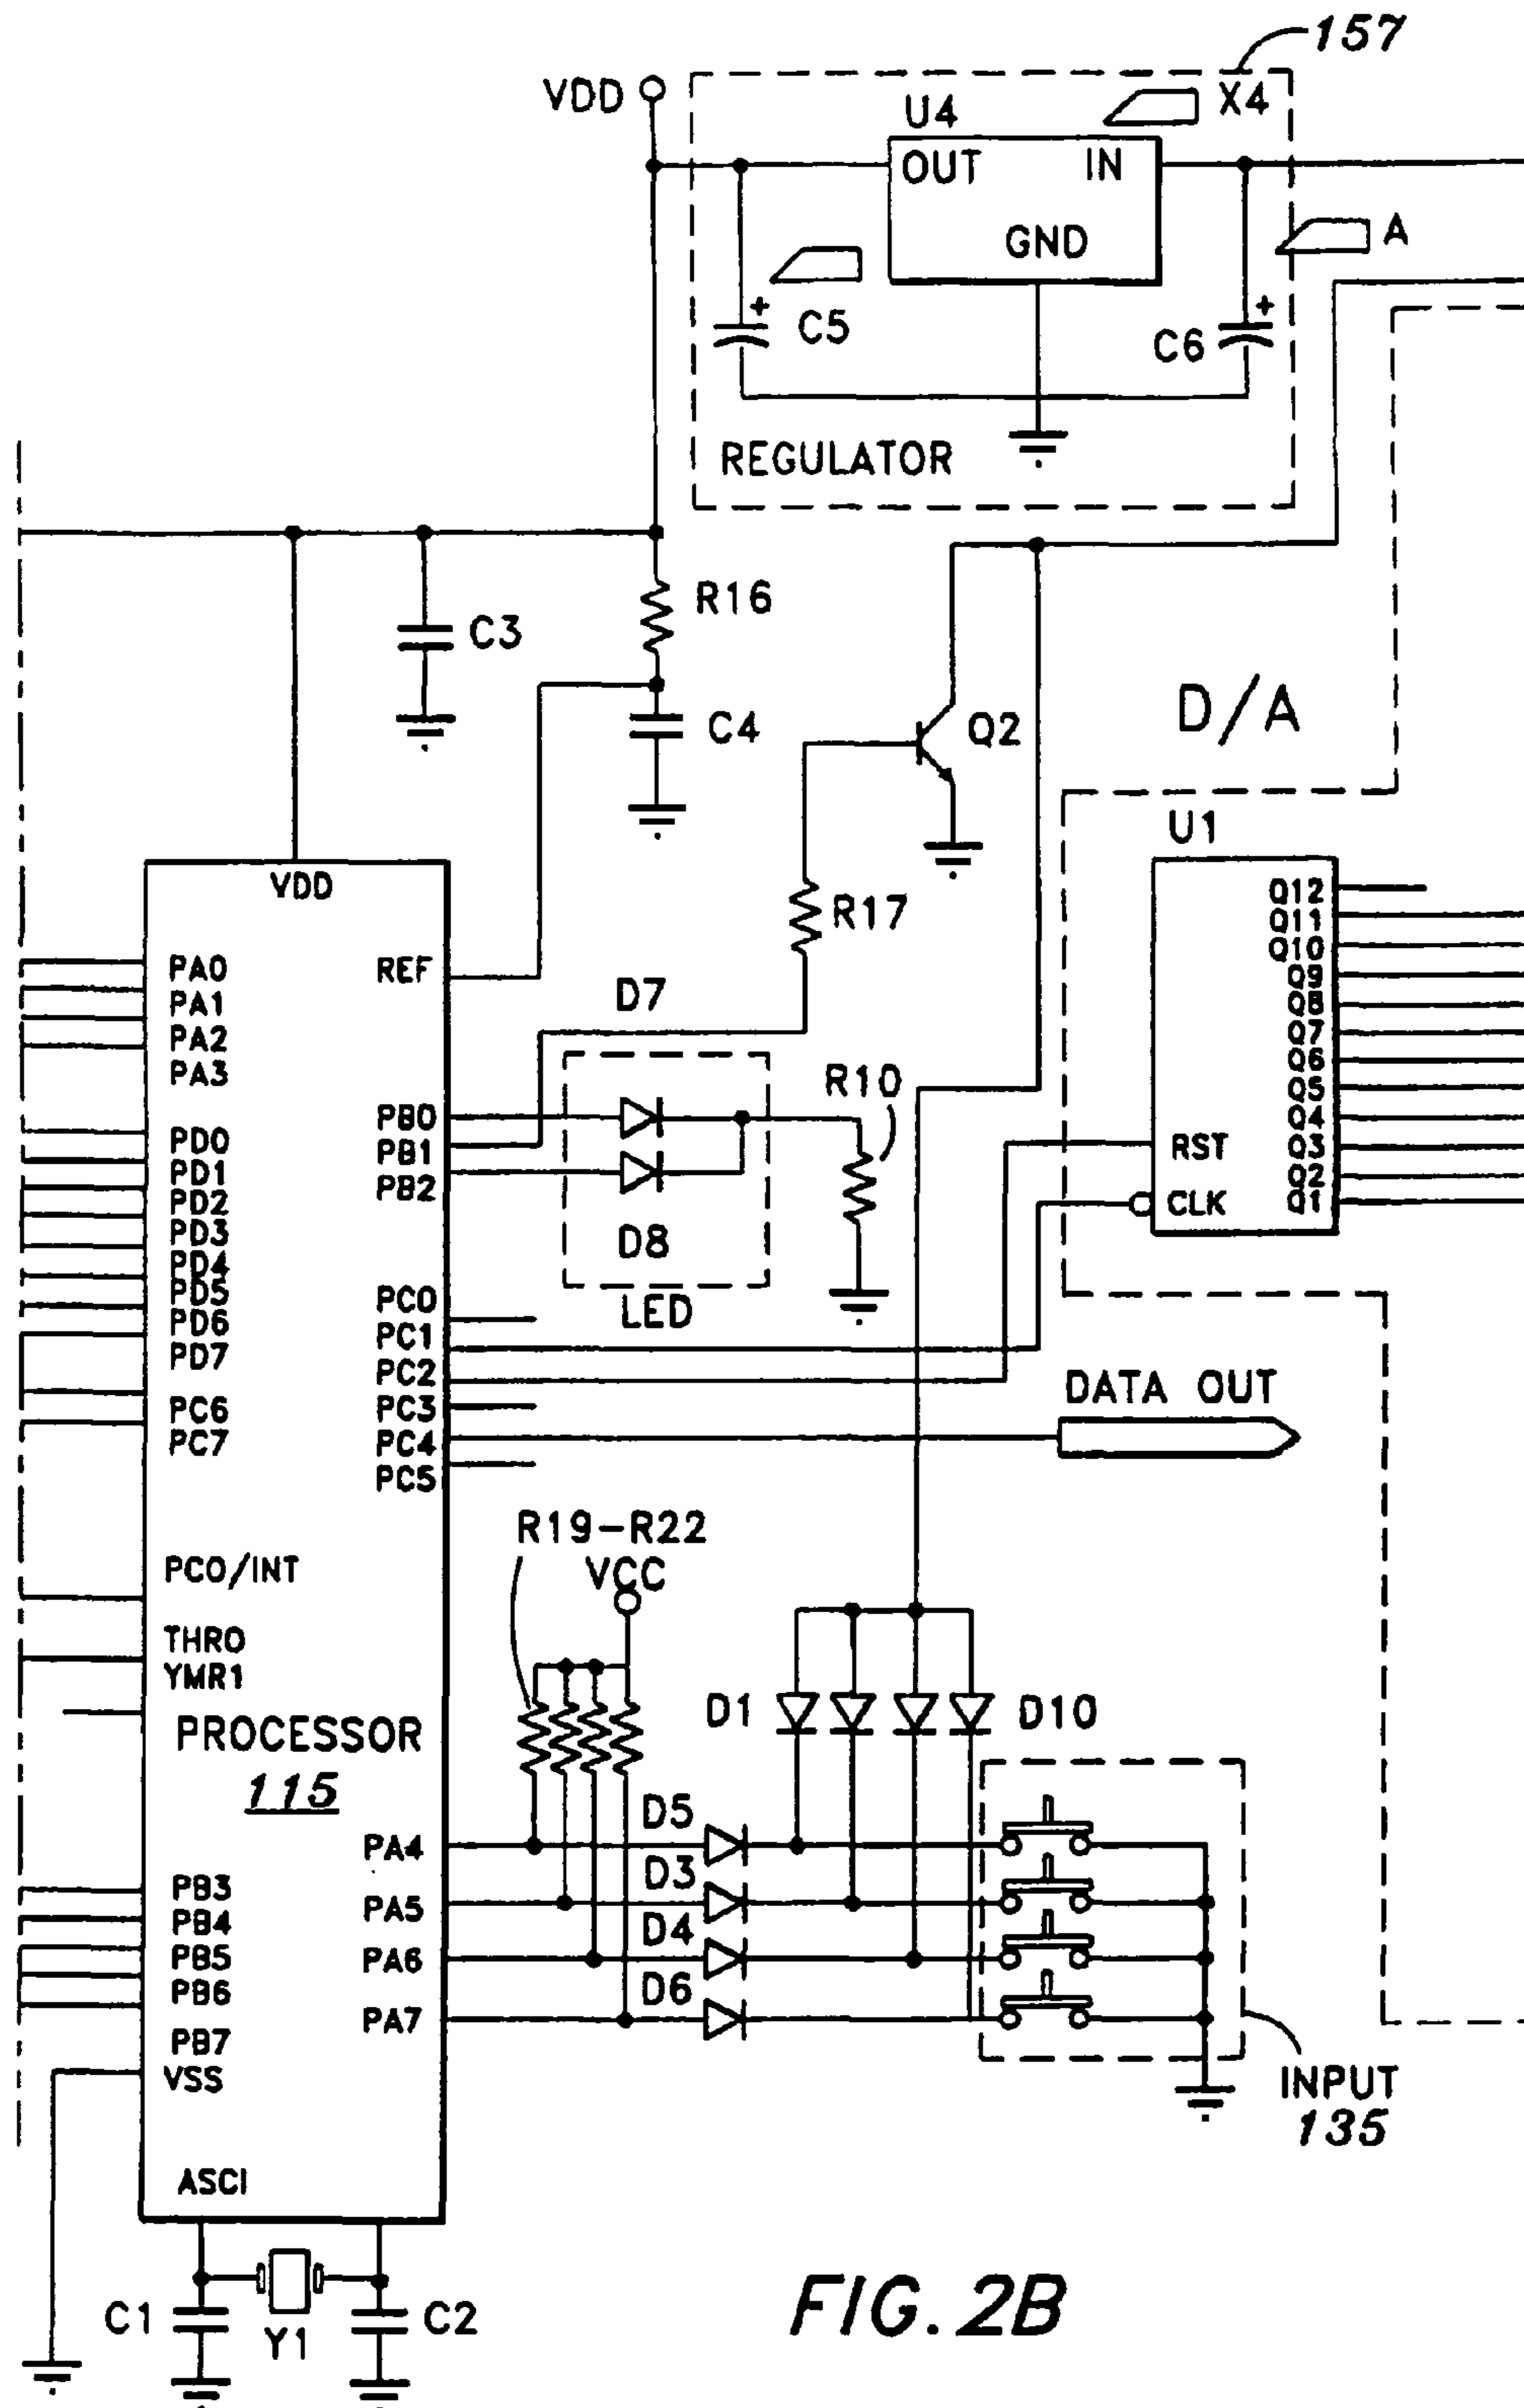 157
VDD
U4
X4
OUT
IN
GND
A
+
C5
+
C6
REGULATOR
R16
C3
C4
Q2
D/A
U1
VDD
R17
Q12
Q11
Q10
Q9
Q8
Q7
Q6
Q5
Q4
Q3
Q2
Q1
RST
CLK
PA0
PA1
PA2
PA3
REF
D7
R10
PD0
PD1
PD2
PD3
PD4
PD5
PD6
PD7
PB0
PB1
PB2
D8
LED
PC0
PC1
PC2
PC3
PC4
PC5
PC6
PC7
DATA OUT
R19-R22
VCC
PC0/INT
THRO
YMR1
PROCESSOR
115
D1
D10
D5
D3
D4
D6
PA4
PA5
PA6
PA7
PB3
PB4
PB5
PB6
PB7
VSS
INPUT
135
ASCI
C1
Y1
C2
FIG. 2B